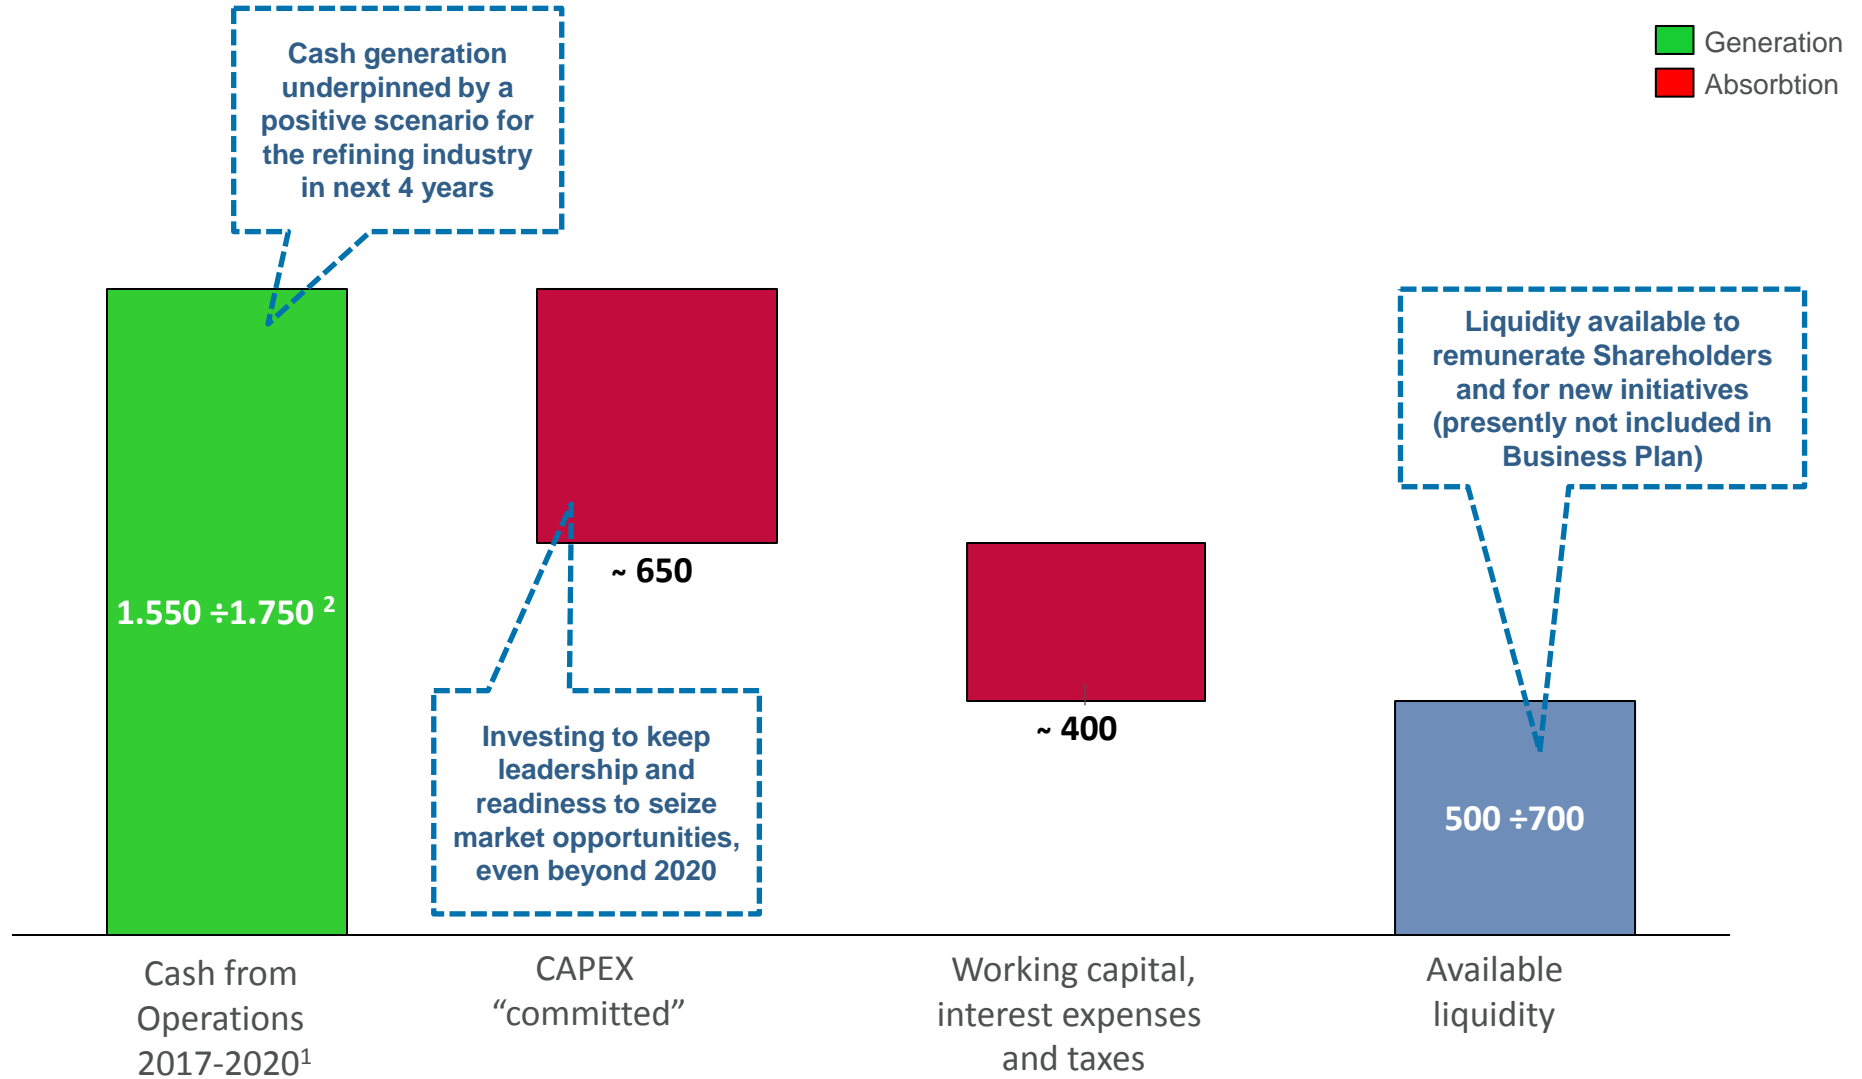 Cash generation
underpinned by a
positive scenario for
the refining industry
in next 4 years
Generation
Absorbtion
Liquidity available to
remunerate Shareholders
and for new initiatives
(presently not included in
Business Plan)
~ 650
1.550 ÷1.750 ²
~ 400
Investing to keep
leadership and
readiness to seize
market opportunities,
even beyond 2020
500 ÷700
Cash from
Operations
2017-2020¹
CAPEX
“committed”
Working capital,
interest expenses
and taxes
Available
liquidity